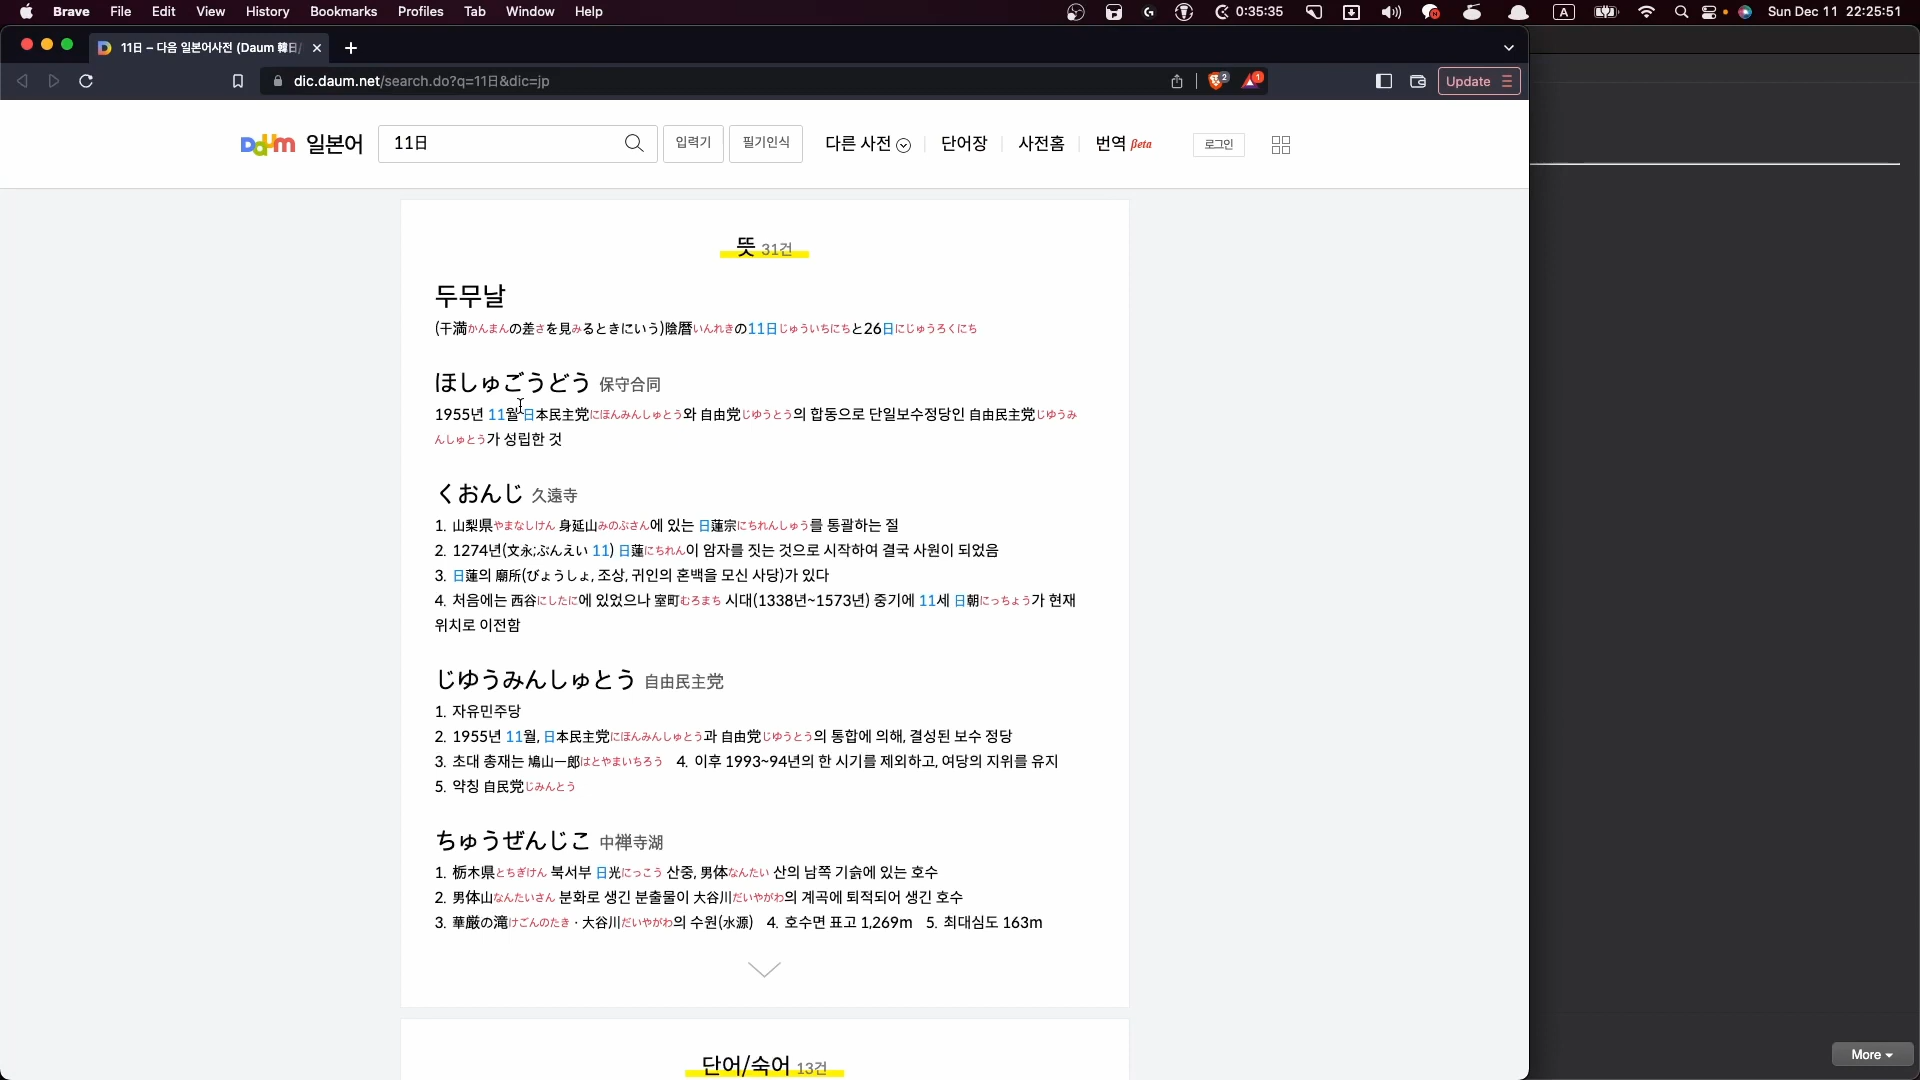 Brave File Edit View History Bookmarks Profiles Tab Window Help 0:35:35 A Sun Dec 11 22:25:51
11日 – 다음 일본어사전 (Daum 韓日/
dic.daum.net/search.do?q=11日&dic=jp 2 1 Update
Daum 일본어 11日 입력기 필기인식 다른 사전 단어장 사전홈 번역 Beta 로그인
뜻 31건
두무날
(干満かんまんの差さを見みるときにいう)陰暦いんれきの11日じゅういちにちと26日にじゅうろくにち
ほしゅごうどう 保守合同
1955년 11월 日本民主党にほんみんしゅとう와 自由党じゆうとう의 합동으로 단일보수정당인 自由民主党じゆうみ
んしゅとう가 성립한 것
くおんじ 久遠寺
1. 山梨県やまなしけん 身延山みのぶさん에 있는 日蓮宗にちれんしゅう를 통괄하는 절
2. 1274년(文永;ぶんえい 11) 日蓮にちれん이 암자를 짓는 것으로 시작하여 결국 사원이 되었음
3. 日蓮의 廟所(びょうしょ, 조상, 귀인의 혼백을 모신 사당)가 있다
4. 처음에는 西谷にしたに에 있었으나 室町むろまち 시대(1338년~1573년) 중기에 11세 日朝にっちょう가 현재
위치로 이전함
じゆうみんしゅとう 自由民主党
1. 자유민주당
2. 1955년 11월, 日本民主党にほんみんしゅとう과 自由党じゆうとう의 통합에 의해, 결성된 보수 정당
3. 초대 총재는 鳩山一郎はとやまいちろう 4. 이후 1993~94년의 한 시기를 제외하고, 여당의 지위를 유지
5. 약칭 自民党じみんとう
ちゅうぜんじこ 中禅寺湖
1. 栃木県とちぎけん 북서부 日光にっこう 산중, 男体なんたい 산의 남쪽 기슭에 있는 호수
2. 男体山なんたいさん 분화로 생긴 분출물이 大谷川だいやがわ의 계곡에 퇴적되어 생긴 호수
3. 華厳の滝けごんのたき · 大谷川だいやがわ의 수원(水源) 4. 호수면 표고 1,269m 5. 최대심도 163m
단어/숙어 13건
More